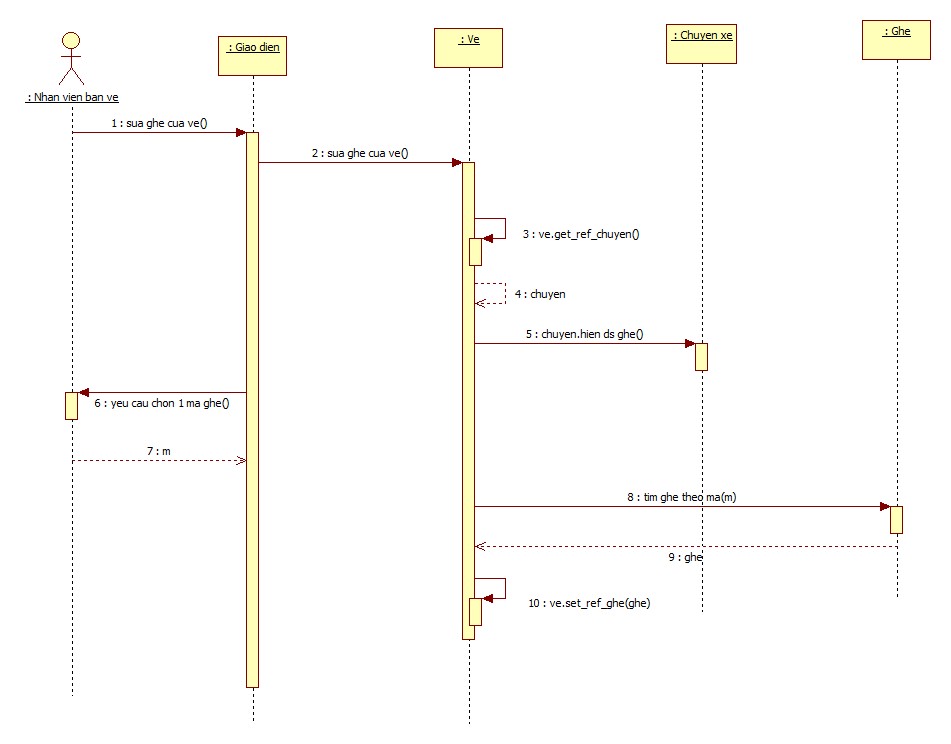 : Nhan vien ban ve
: Giao dien
: Ve
: Chuyen xe
: Ghe
1 : sua ghe cua ve()
2 : sua ghe cua ve()
3 : ve.get_ref_chuyen()
4 : chuyen
5 : chuyen.hien ds ghe()
6 : yeu cau chon 1 ma ghe()
7 : m
8 : tim ghe theo ma(m)
9 : ghe
10 : ve.set_ref_ghe(ghe)